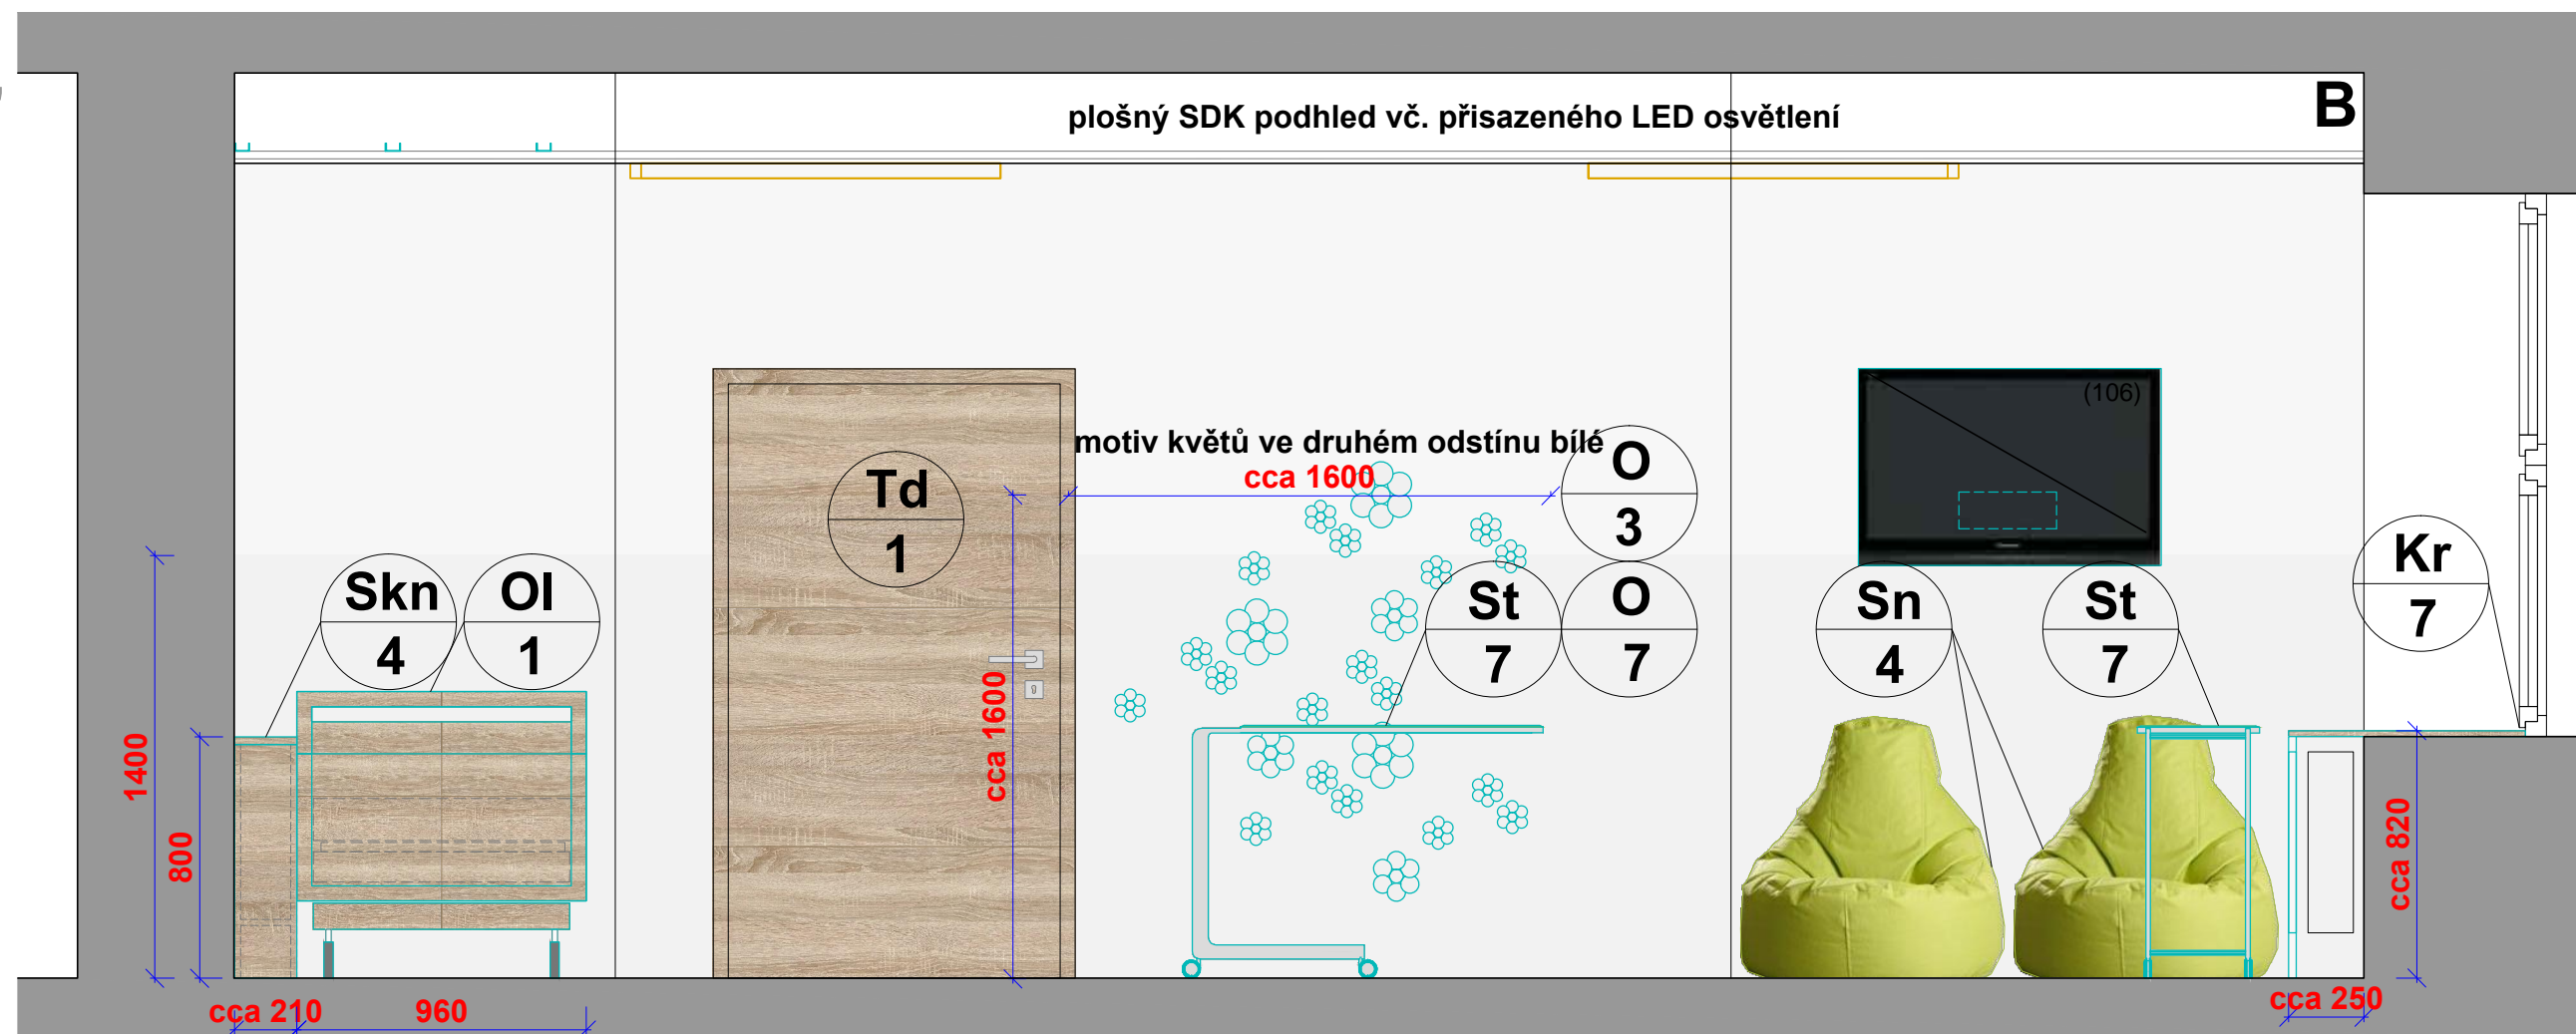 plošný SDK podhled vč. přisazeného LED osvětlení
B
(106)
motiv květů ve druhém odstínu bílé
cca 1600
O
3
Td
1
Skn
4
Ol
1
St
7
O
7
Sn
4
St
7
Kr
7
1400
800
cca 1600
cca 820
cca 210
960
cca 250